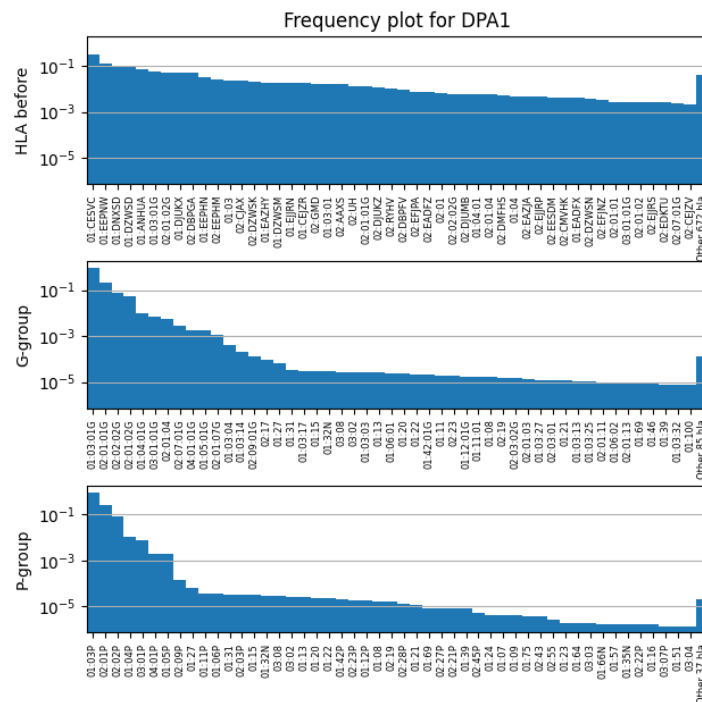 Frequency plot for DPA1
HLA before
10⁻¹
10⁻³
10⁻⁵
01:CESVC
01:EEPNW
01:DNXSD
01:DZWSD
01:ANHUA
01:03:01G
02:01:02G
01:DJUKX
02:DBPGA
01:EEPHN
02:EEPHM
01:03
02:CJAX
02:DZWSK
01:EAZHY
01:DZWSM
01:EJJRN
01:CEJZR
02:GMD
01:03:01
02:AAXS
02:UH
02:01:01G
02:DJUKZ
02:RYHV
02:DBPFV
02:EFJPA
02:EADFZ
02:01
02:02:02G
02:DJUMB
01:04:01
02:01:04
02:DMFHS
01:04
02:EAZJA
02:EJJRP
02:EESDM
02:CMVHK
01:EADFX
02:DZWSN
02:EFJNZ
02:01:01
03:01:01G
02:01:02
02:EJJRS
02:EDKTU
02:07:01G
02:CEJZV
Other 672 hla
G-group
10⁻¹
10⁻³
10⁻⁵
01:03:01G
02:01:01G
02:02:02G
02:01:02G
01:04:01G
03:01:01G
02:01:04
02:07:01G
04:01:01G
01:05:01G
02:01:07G
01:03:04
01:03:14
02:09:01G
02:17
01:27
01:31
01:03:17
01:15
01:32N
03:08
03:02
01:03:03
01:13
01:06:01
01:20
01:22
01:42:01G
01:11
02:23
01:12:01G
01:11:01
01:08
02:19
02:03:02G
02:01:03
01:03:27
02:03:01
01:21
01:03:13
01:03:25
02:01:11
01:06:02
02:01:13
01:69
01:46
01:39
01:03:32
01:100
Other 85 hla
P-group
10⁻¹
10⁻³
10⁻⁵
01:03P
02:01P
02:02P
01:04P
03:01P
04:01P
01:05P
02:09P
01:27
01:11P
01:06P
01:31
02:03P
01:15
01:32N
03:08
03:02
01:13
01:20
01:22
01:42P
02:23P
01:12P
01:08
02:19
02:28P
01:21
01:69
02:27P
02:21P
01:39
02:45P
01:24
01:07
01:09
01:75
02:43
02:55
01:23
01:64
03:03
01:66N
01:57
01:35N
02:22P
01:16
03:07P
01:51
03:04
Other 37 hla